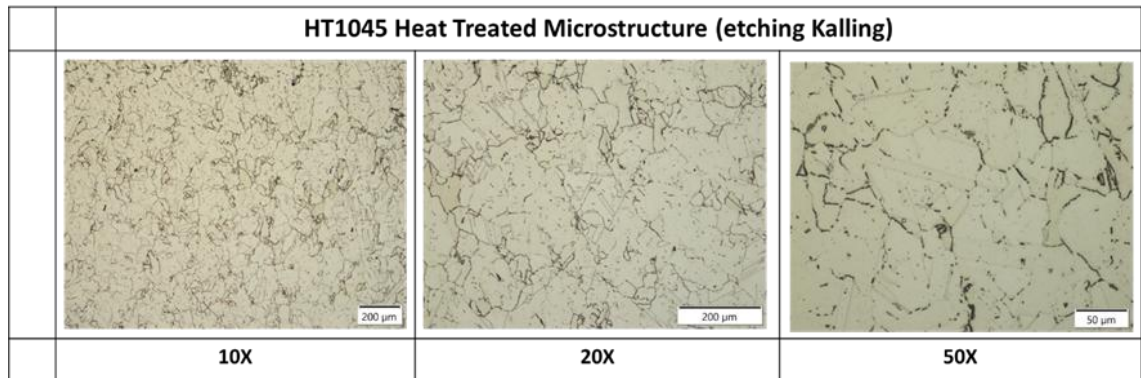 HT1045 Heat Treated Microstructure (etching Kalling)
200 µm
200 µm
50 µm
10X
20X
50X